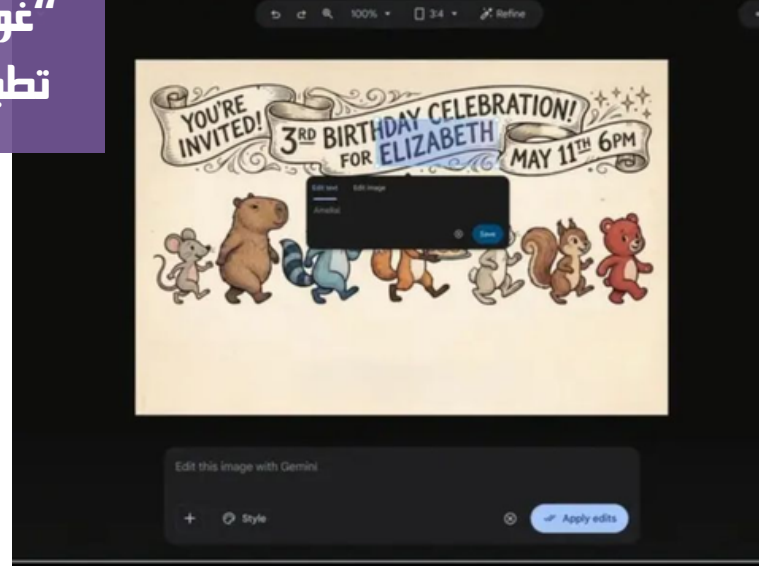 100%
3:4
Refine
YOU'RE
INVITED!
3RD BIRTHDAY CELEBRATION!
FOR ELIZABETH
MAY 11TH 6PM
Edit text
Edit image
Save
Edit this image with Gemini
Style
Apply edits